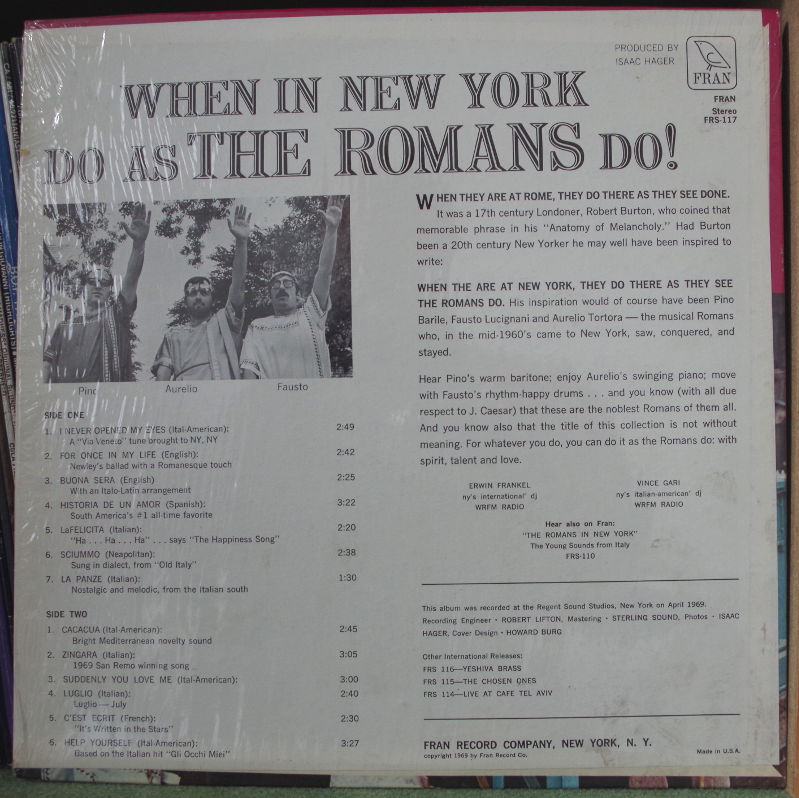 PRODUCED BY
ISAAC HAGER
FRAN
FRAN
Stereo
FRS-117
WHEN IN NEW YORK
DO AS THE ROMANS DO!
Pino
Aurelio
Fausto
SIDE ONE
1. I NEVER OPENED MY EYES (Ital-American): 2:49
A "Via Veneto" tune brought to NY, NY
2. FOR ONCE IN MY LIFE (English): 2:42
Newley's ballad with a Romanesque touch
3. BUONA SERA (English) 2:25
With an Italo-Latin arrangement
4. HISTORIA DE UN AMOR (Spanish): 3:22
South America's #1 all-time favorite
5. LaFELICITA (Italian): 2:20
"Ha . . . Ha . . . Ha" . . . says "The Happiness Song"
6. SCIUMMO (Neapolitan): 2:38
Sung in dialect, from "Old Italy"
7. LA PANZE (Italian): 1:30
Nostalgic and melodic, from the Italian south
SIDE TWO
1. CACACUA (Ital-American): 2:45
Bright Mediterranean novelty sound
2. ZINGARA (Italian): 3:05
1969 San Remo winning song
3. SUDDENLY YOU LOVE ME (Ital-American): 3:00
4. LUGLIO (Italian): 2:40
Luglio — July
5. C'EST ECRIT (French): 2:30
"It's Written in the Stars"
6. HELP YOURSELF (Ital-American): 3:27
Based on the Italian hit "Gli Occhi Miei"
WHEN THEY ARE AT ROME, THEY DO THERE AS THEY SEE DONE.
It was a 17th century Londoner, Robert Burton, who coined that
memorable phrase in his "Anatomy of Melancholy." Had Burton
been a 20th century New Yorker he may well have been inspired to
write:
WHEN THE ARE AT NEW YORK, THEY DO THERE AS THEY SEE
THE ROMANS DO. His inspiration would of course have been Pino
Barile, Fausto Lucignani and Aurelio Tortora — the musical Romans
who, in the mid-1960's came to New York, saw, conquered, and
stayed.
Hear Pino's warm baritone; enjoy Aurelio's swinging piano; move
with Fausto's rhythm-happy drums . . . and you know (with all due
respect to J. Caesar) that these are the noblest Romans of them all.
And you know also that the title of this collection is not without
meaning. For whatever you do, you can do it as the Romans do: with
spirit, talent and love.
ERWIN FRANKEL
ny's international' dj
WRFM RADIO
VINCE GARI
ny's italian-american' dj
WRFM RADIO
Hear also on Fran:
"THE ROMANS IN NEW YORK"
The Young Sounds from Italy
FRS-110
This album was recorded at the Regent Sound Studios, New York on April 1969.
Recording Engineer • ROBERT LIFTON, Mastering • STERLING SOUND, Photos • ISAAC
HAGER, Cover Design • HOWARD BURG
Other International Releases:
FRS 116—YESHIVA BRASS
FRS 115—THE CHOSEN ONES
FRS 114—LIVE AT CAFE TEL AVIV
FRAN RECORD COMPANY, NEW YORK, N. Y.
copyright 1969 by Fran Record Co.
Made in U.S.A.